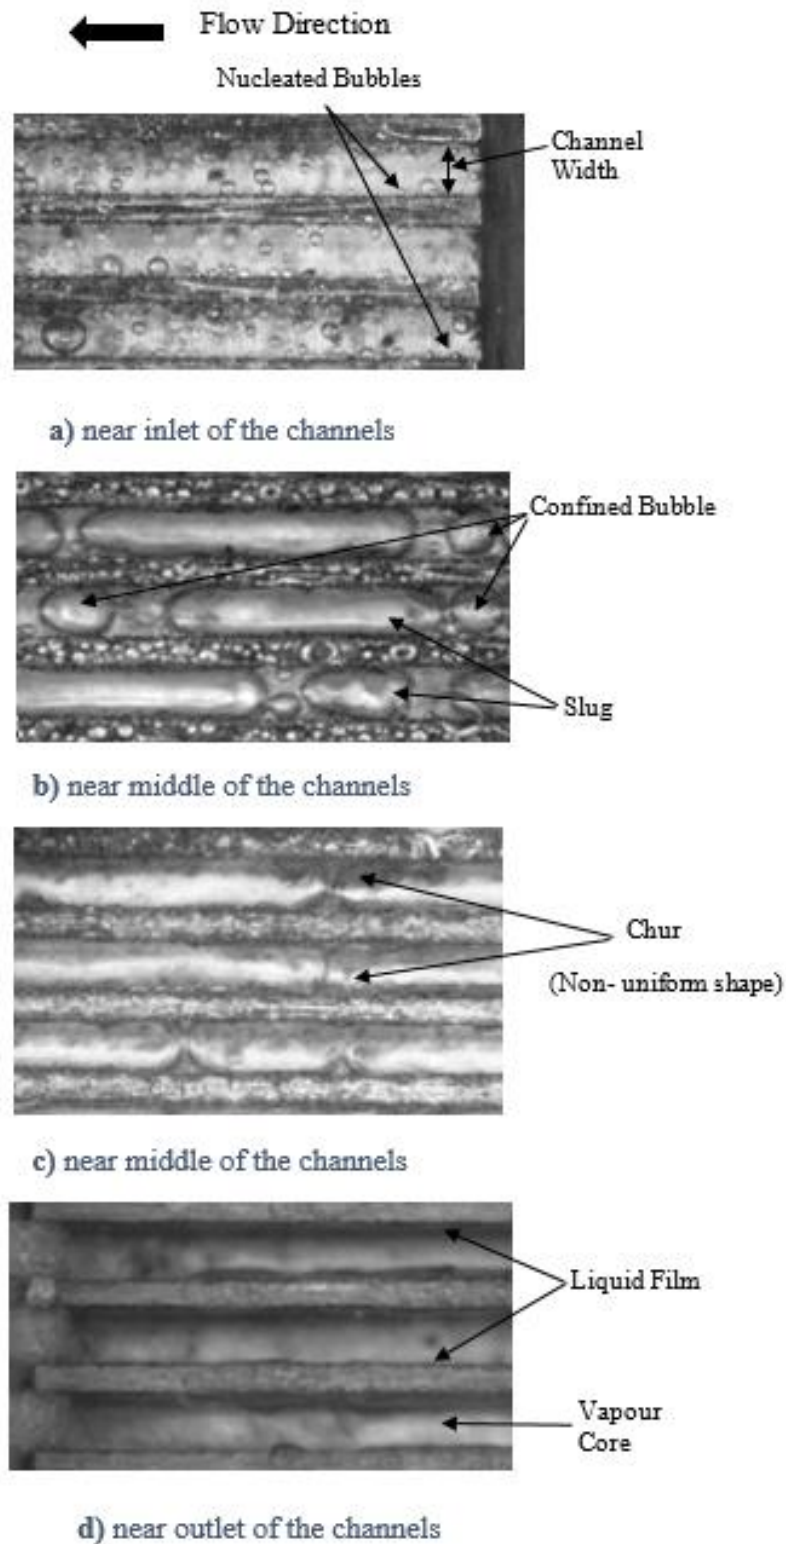 Flow Direction
Nucleated Bubbles
Channel
Width
a) near inlet of the channels
Confined Bubble
Slug
b) near middle of the channels
Chur
(Non- uniform shape)
c) near middle of the channels
Liquid Film
Vapour
Core
d) near outlet of the channels